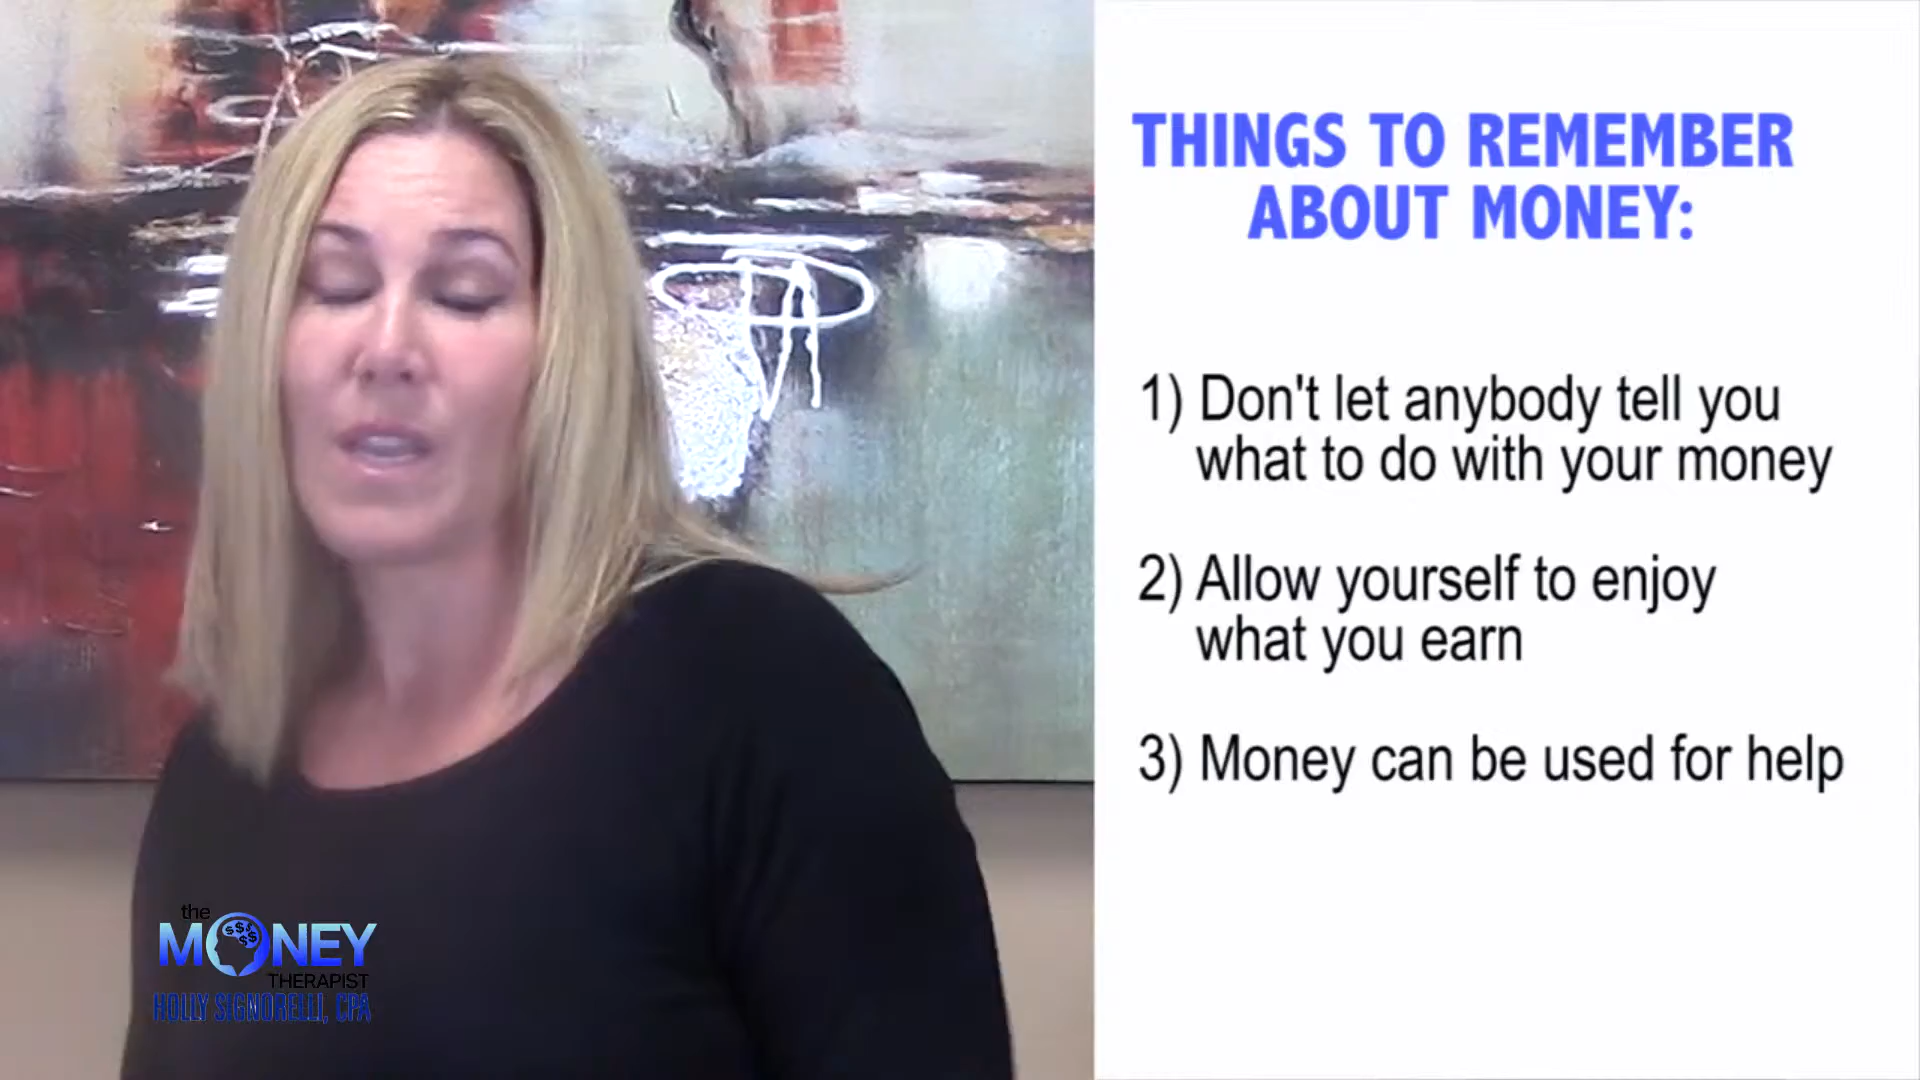 THINGS TO REMEMBER
ABOUT MONEY:
1) Don't let anybody tell you
what to do with your money
2) Allow yourself to enjoy
what you earn
3) Money can be used for help
the
MONEY
$$$
$$
THERAPIST
HOLLY SIGNORELLI, CPA